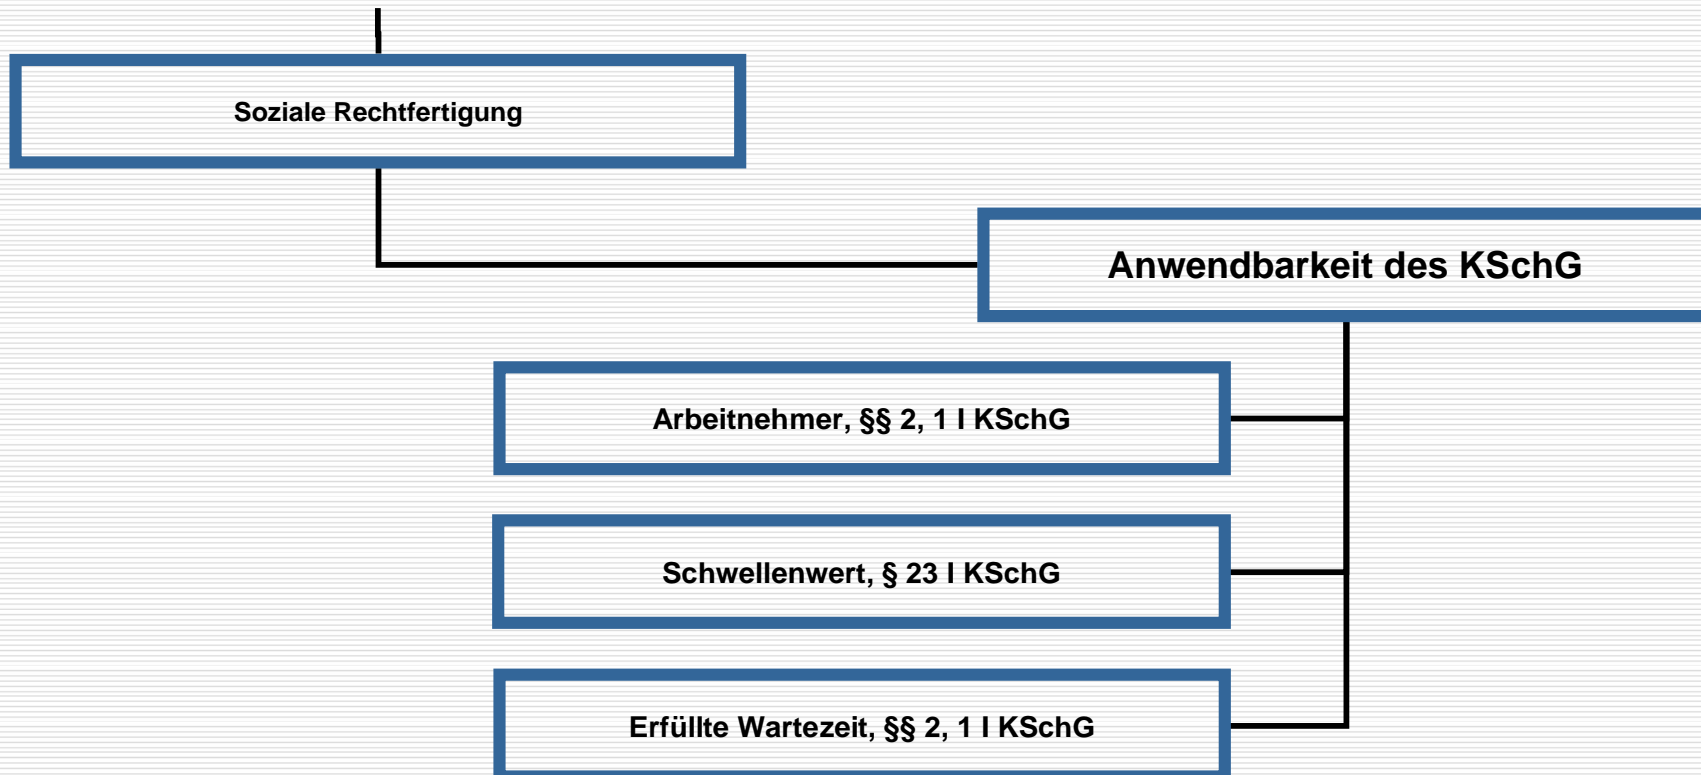 Soziale Rechtfertigung
Anwendbarkeit des KSchG
Arbeitnehmer, §§ 2, 1 I KSchG
Schwellenwert, § 23 I KSchG
Erfüllte Wartezeit, §§ 2, 1 I KSchG